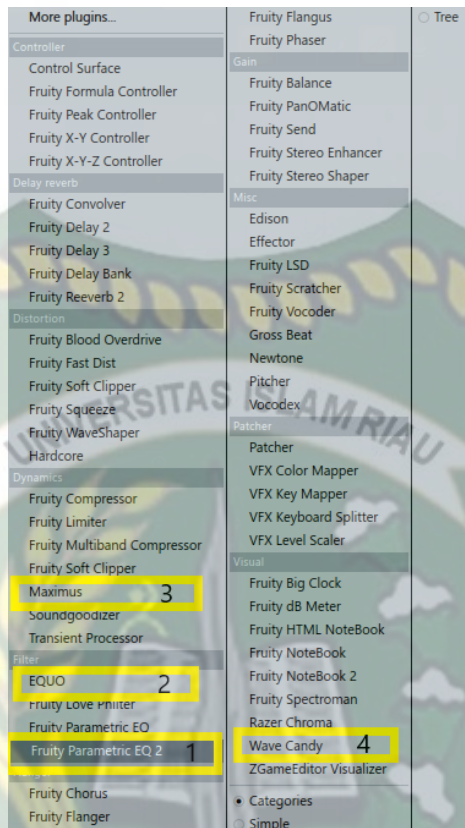 More plugins...
Controller
Control Surface
Fruity Formula Controller
Fruity Peak Controller
Fruity X-Y Controller
Fruity X-Y-Z Controller
Delay reverb
Fruity Convolver
Fruity Delay 2
Fruity Delay 3
Fruity Delay Bank
Fruity Reeverb 2
Distortion
Fruity Blood Overdrive
Fruity Fast Dist
Fruity Soft Clipper
Fruity Squeeze
Fruity WaveShaper
Hardcore
Dynamics
Fruity Compressor
Fruity Limiter
Fruity Multiband Compressor
Fruity Soft Clipper
Maximus 3
Soundgoodizer
Transient Processor
Filter
EQUO 2
Fruity Love Philter
Fruity Parametric EQ
Fruity Parametric EQ 2 1
Fruity Chorus
Fruity Flanger
Fruity Flangus
Fruity Phaser
Gain
Fruity Balance
Fruity PanOMatic
Fruity Send
Fruity Stereo Enhancer
Fruity Stereo Shaper
Misc
Edison
Effector
Fruity LSD
Fruity Scratcher
Fruity Vocoder
Gross Beat
Newtone
Pitcher
Vocodex
Patcher
Patcher
VFX Color Mapper
VFX Key Mapper
VFX Keyboard Splitter
VFX Level Scaler
Visual
Fruity Big Clock
Fruity dB Meter
Fruity HTML NoteBook
Fruity NoteBook
Fruity NoteBook 2
Fruity Spectroman
Razer Chroma
Wave Candy 4
ZGameEditor Visualizer
Categories
Simple
Tree
UNIVERSITAS ISLAM RIAU